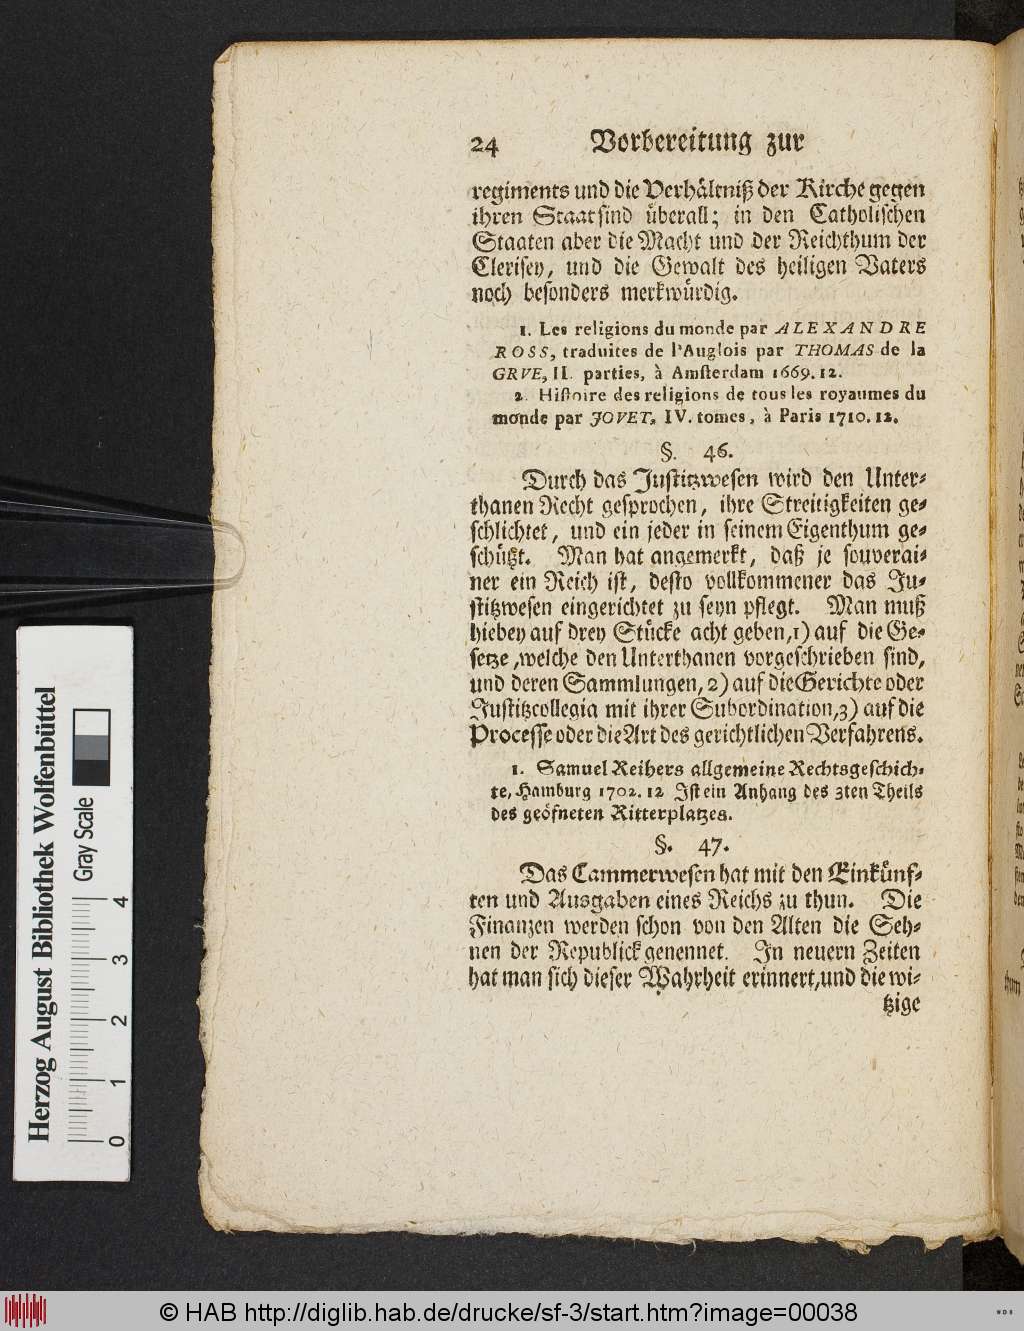 24 Vorbereitung zur
regiments und die Verhältniß der Kirche gegen
ihren Staat sind überall; in den Catholischen
Staaten aber die Macht und der Reichthum der
Clerisey, und die Gewalt des heiligen Vaters
noch besonders merkwürdig.
1. Les religions du monde par ALEXANDRE
ROSS, traduites de l'Anglois par THOMAS de la
GRVE, II. parties, à Amsterdam 1669. 12.
2. Histoire des religions de tous les royaumes du
monde par JOVET, IV. tomes, à Paris 1710. 12.
§. 46.
Durch das Justitzwesen wird den Unter-
thanen Recht gesprochen, ihre Streitigkeiten ge-
schlichtet, und ein jeder in seinem Eigenthum ge-
schützt. Man hat angemerkt, daß je souverai-
ner ein Reich ist, desto vollkommener das Ju-
stitzwesen eingerichtet zu seyn pflegt. Man muß
hiebey auf drey Stücke acht geben, 1) auf die Ge-
setze, welche den Unterthanen vorgeschrieben sind,
und deren Sammlungen, 2) auf die Gerichte oder
Justitzcollegia mit ihrer Subordination, 3) auf die
Processe oder die Art des gerichtlichen Verfahrens.
1. Samuel Reihers allgemeine Rechtsgeschich-
te, Hamburg 1702. 12 Ist ein Anhang des 3ten Theils
des geöfneten Ritterplatzes.
§. 47.
Das Cammerwesen hat mit den Einkünf-
ten und Ausgaben eines Reichs zu thun. Die
Finanzen werden schon von den Alten die Seh-
nen der Republick genennet. In neuern Zeiten
hat man sich dieser Wahrheit erinnert, und die wi-
tzige
Herzog August Bibliothek Wolfenbüttel
Gray Scale
0 1 2 3 4
© HAB http://diglib.hab.de/drucke/sf-3/start.htm?image=00038